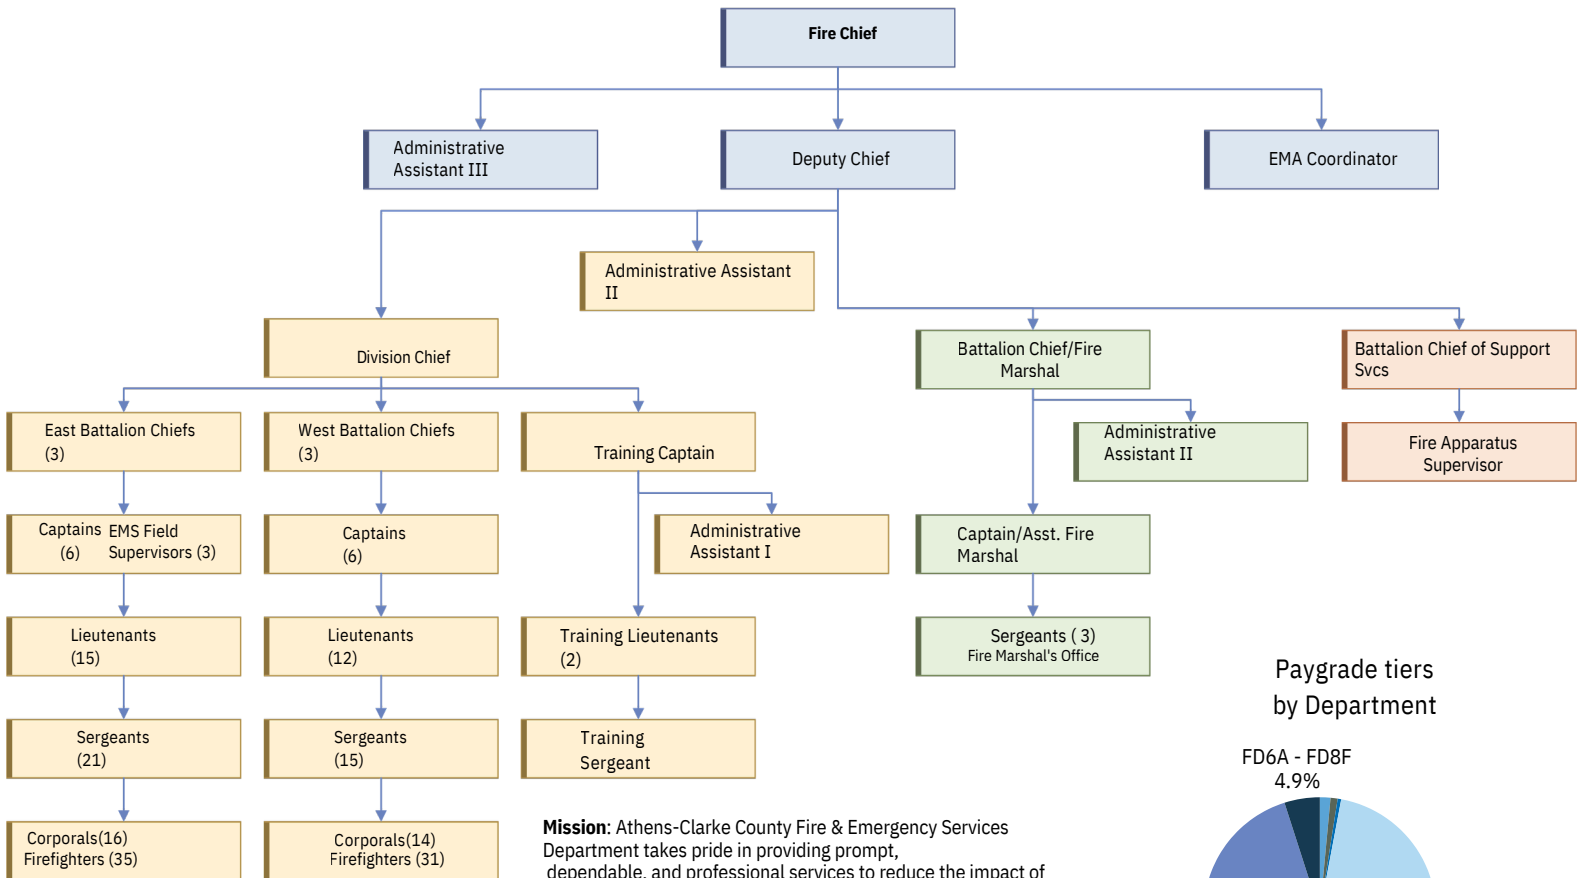 Fire Chief
Administrative
Assistant III
Deputy Chief
EMA Coordinator
Administrative Assistant
II
Division Chief
Battalion Chief/Fire
Marshal
Battalion Chief of Support
Svcs
East Battalion Chiefs
(3)
West Battalion Chiefs
(3)
Training Captain
Administrative
Assistant II
Fire Apparatus
Supervisor
Captains
(6)
EMS Field
Supervisors (3)
Captains
(6)
Administrative
Assistant I
Captain/Asst. Fire
Marshal
Lieutenants
(15)
Lieutenants
(12)
Training Lieutenants
(2)
Sergeants ( 3)
Fire Marshal's Office
Sergeants
(21)
Sergeants
(15)
Training
Sergeant
Corporals(16)
Firefighters (35)
Corporals(14)
Firefighters (31)
Mission: Athens-Clarke County Fire & Emergency Services
Department takes pride in providing prompt,
dependable, and professional services to reduce the impact of
Paygrade tiers
by Department
FD6A - FD8F
4.9%